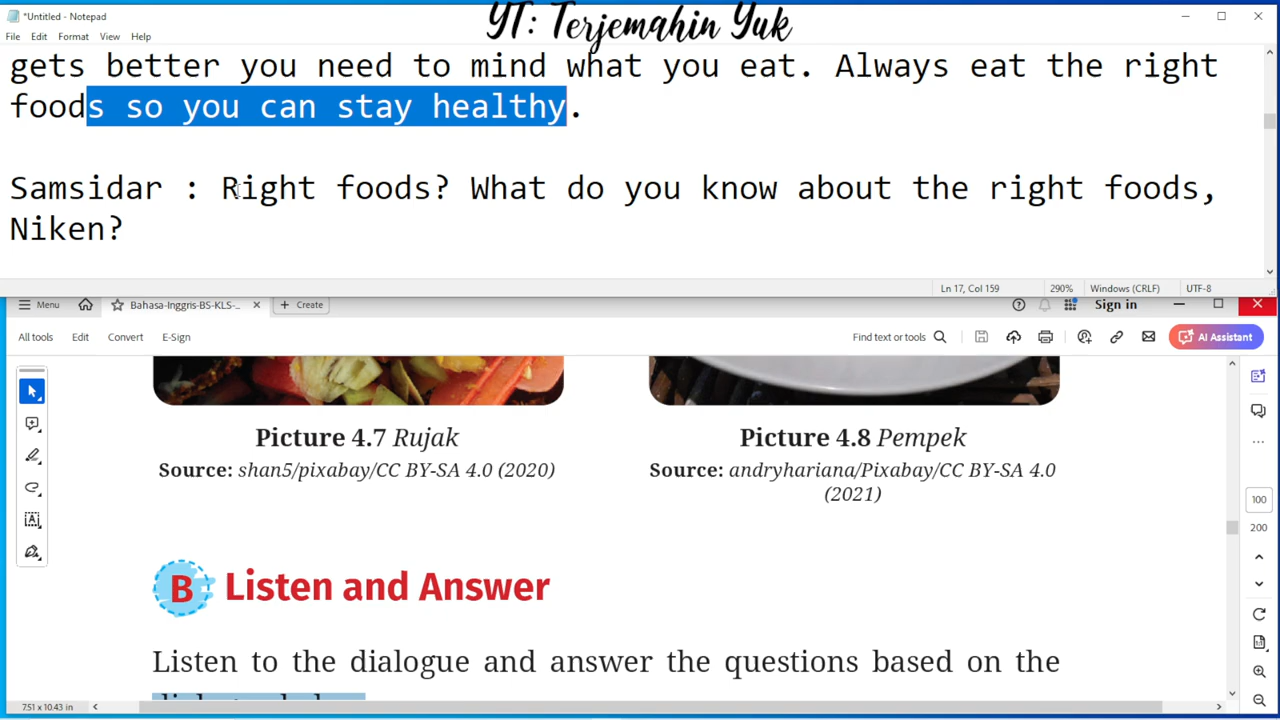 YT: Terjemahin Yuk
*Untitled - Notepad
File Edit Format View Help
gets better you need to mind what you eat. Always eat the right
foods so you can stay healthy.
Samsidar : Right foods? What do you know about the right foods,
Niken?
Ln 17, Col 159 290% Windows (CRLF) UTF-8
Menu Bahasa-Inggris-BS-KLS-... Create Sign in
All tools Edit Convert E-Sign Find text or tools AI Assistant
Picture 4.7 Rujak
Source: shan5/pixabay/CC BY-SA 4.0 (2020)
Picture 4.8 Pempek
Source: andryhariana/Pixabay/CC BY-SA 4.0
(2021)
100
200
B Listen and Answer
Listen to the dialogue and answer the questions based on the
7.51 x 10.43 in